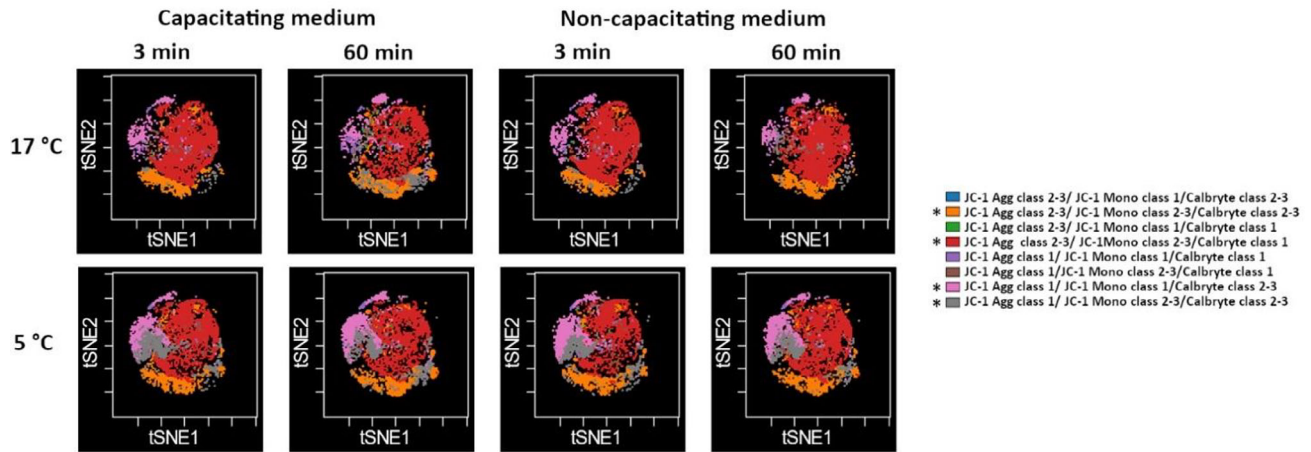 Capacitating medium Non-capacitating medium
3 min 60 min 3 min 60 min
17 °C
tSNE2 tSNE2 tSNE2 tSNE2
tSNE1 tSNE1 tSNE1 tSNE1
5 °C
tSNE2 tSNE2 tSNE2 tSNE2
tSNE1 tSNE1 tSNE1 tSNE1
JC-1 Agg class 2-3/ JC-1 Mono class 1/Calbryte class 2-3
* JC-1 Agg class 2-3/ JC-1 Mono class 2-3/Calbryte class 2-3
JC-1 Agg class 2-3/ JC-1 Mono class 1/Calbryte class 1
* JC-1 Agg class 2-3/ JC-1Mono class 2-3/Calbryte class 1
JC-1 Agg class 1/ JC-1 Mono class 1/Calbryte class 1
JC-1 Agg class 1/JC-1 Mono class 2-3/Calbryte class 1
* JC-1 Agg class 1/ JC-1 Mono class 1/Calbryte class 2-3
* JC-1 Agg class 1/ JC-1 Mono class 2-3/Calbryte class 2-3